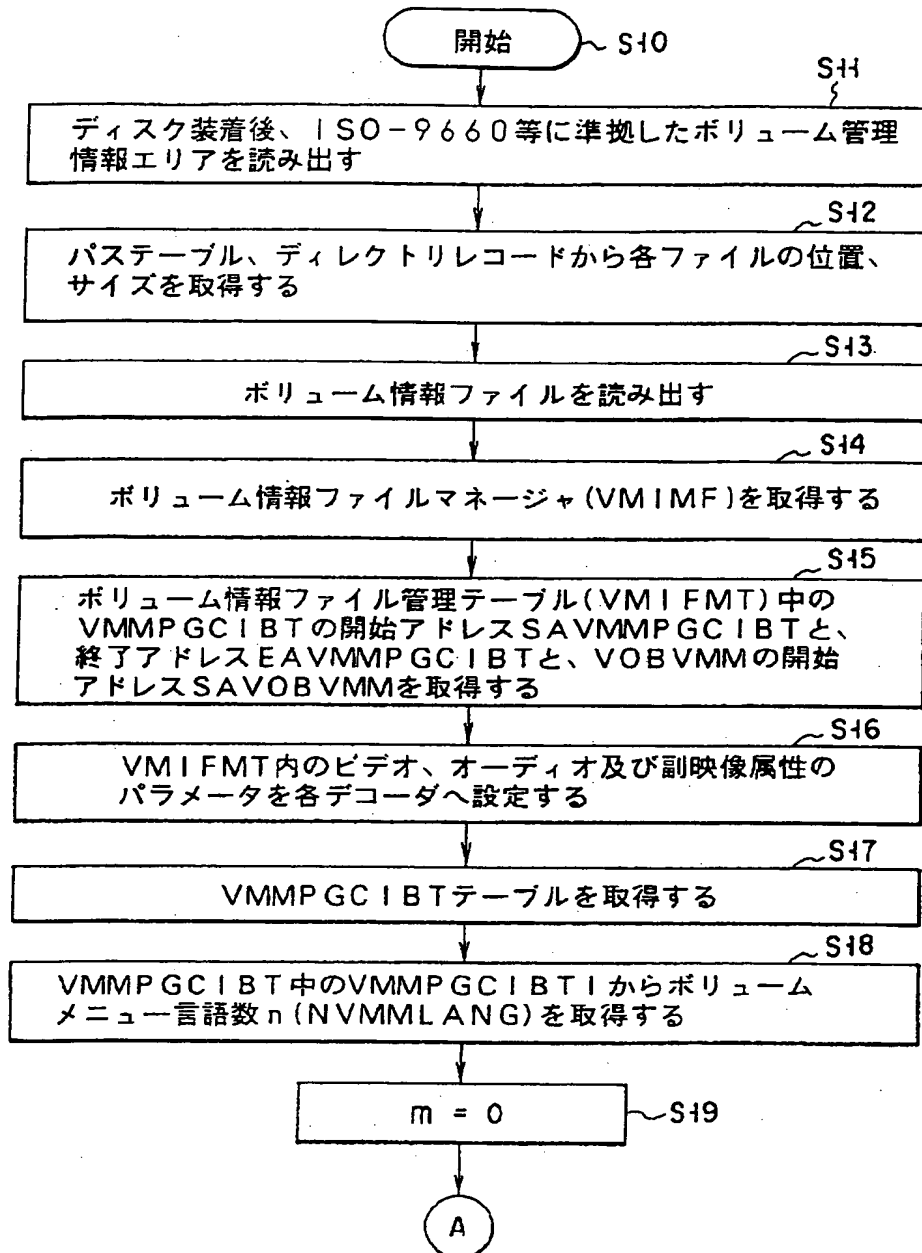 開始
S10
S11
ディスク装着後、ISO-9660等に準拠したボリューム管理
情報エリアを読み出す
S12
パステーブル、ディレクトリレコードから各ファイルの位置、
サイズを取得する
S13
ボリューム情報ファイルを読み出す
S14
ボリューム情報ファイルマネージャ(VMIMF)を取得する
S15
ボリューム情報ファイル管理テーブル(VMIFMT)中の
VMMPGCIBTの開始アドレスSAVMMPGCIBTと、
終了アドレスEAVMMPGCIBTと、VOBVMMの開始
アドレスSAVOBVMMを取得する
S16
VMIFMT内のビデオ、オーディオ及び副映像属性の
パラメータを各デコーダへ設定する
S17
VMMPGCIBTテーブルを取得する
S18
VMMPGCIBT中のVMMPGCIBTIからボリューム
メニュー言語数n(NVMMLANG)を取得する
m = 0
S19
A